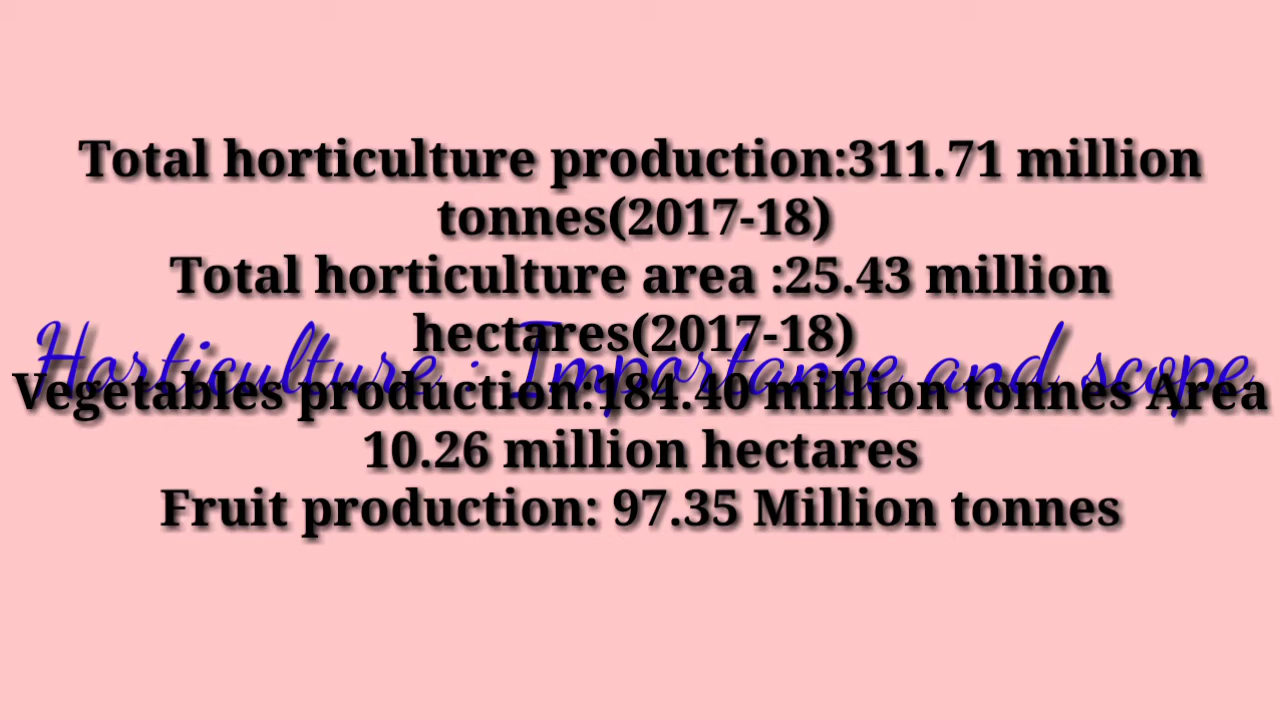 Total horticulture production:311.71 million
tonnes(2017-18)
Total horticulture area :25.43 million
hectares(2017-18)
Horticulture : Importance and scope
Vegetables production:184.40 million tonnes Area
10.26 million hectares
Fruit production: 97.35 Million tonnes